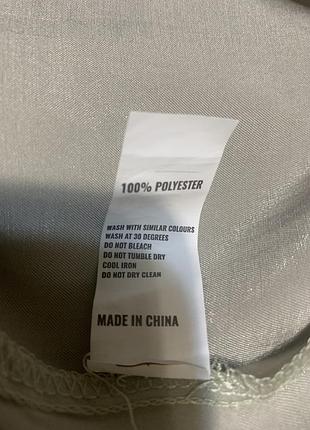 100% POLYESTER
WASH WITH SIMILAR COLOURS
WASH AT 30 DEGREES
DO NOT BLEACH
DO NOT TUMBLE DRY
COOL IRON
DO NOT DRY CLEAN
MADE IN CHINA